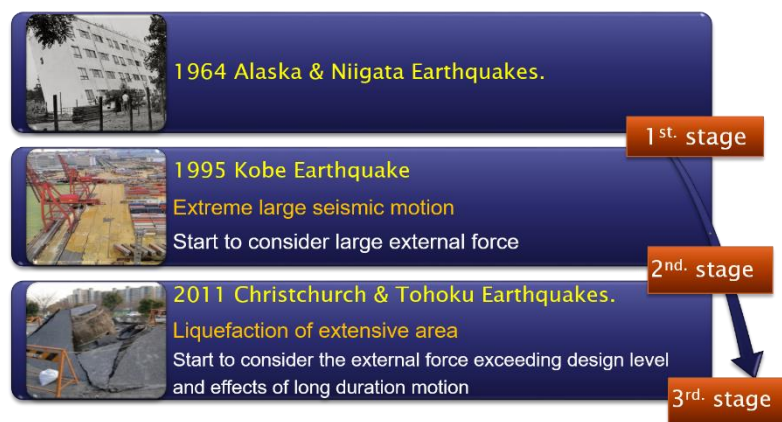 1964 Alaska & Niigata Earthquakes.
1st. stage
1995 Kobe Earthquake
Extreme large seismic motion
Start to consider large external force
2nd. stage
2011 Christchurch & Tohoku Earthquakes.
Liquefaction of extensive area
Start to consider the external force exceeding design level
and effects of long duration motion
3rd. stage